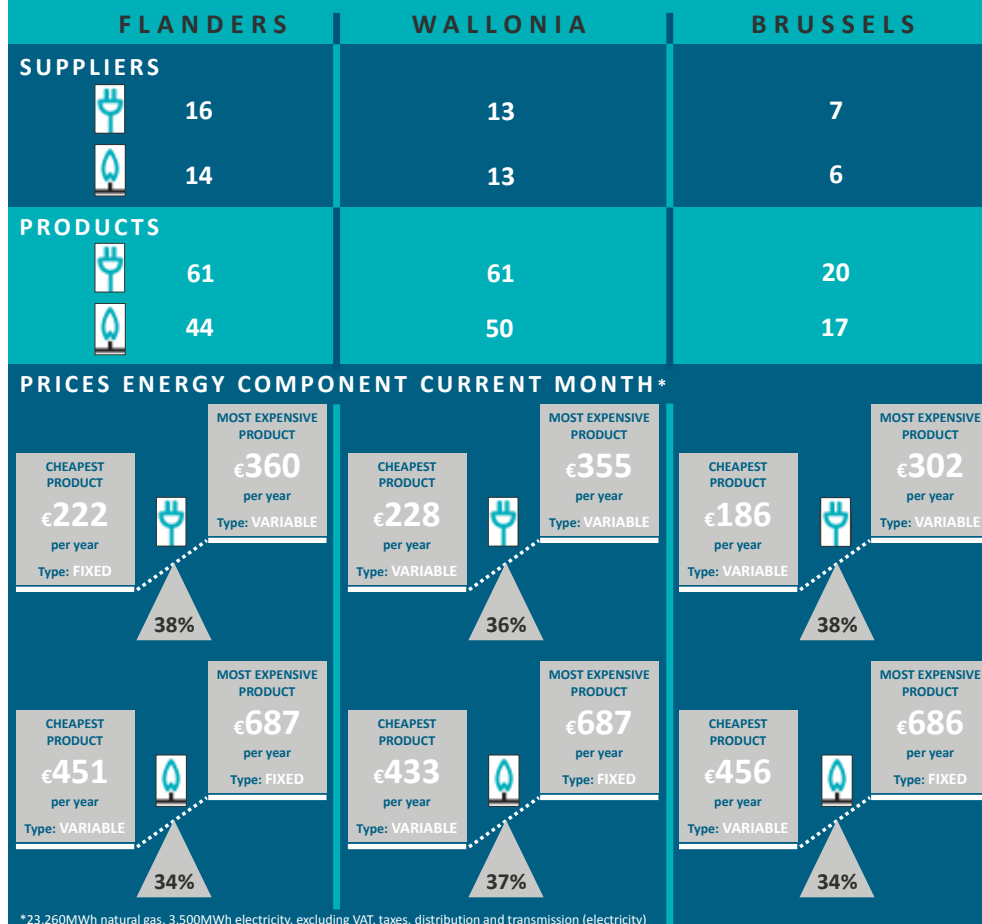 FLANDERS WALLONIA BRUSSELS
SUPPLIERS
16 13 7
14 13 6
PRODUCTS
61 61 20
44 50 17
PRICES ENERGY COMPONENT CURRENT MONTH*
CHEAPEST
PRODUCT
€222
per year
Type: FIXED
MOST EXPENSIVE
PRODUCT
€360
per year
Type: VARIABLE
38%
CHEAPEST
PRODUCT
€228
per year
Type: VARIABLE
MOST EXPENSIVE
PRODUCT
€355
per year
Type: VARIABLE
36%
CHEAPEST
PRODUCT
€186
per year
Type: VARIABLE
MOST EXPENSIVE
PRODUCT
€302
per year
Type: VARIABLE
38%
CHEAPEST
PRODUCT
€451
per year
Type: VARIABLE
MOST EXPENSIVE
PRODUCT
€687
per year
Type: FIXED
34%
CHEAPEST
PRODUCT
€433
per year
Type: VARIABLE
MOST EXPENSIVE
PRODUCT
€687
per year
Type: FIXED
37%
CHEAPEST
PRODUCT
€456
per year
Type: VARIABLE
MOST EXPENSIVE
PRODUCT
€686
per year
Type: FIXED
34%
*23,260MWh natural gas, 3,500MWh electricity, excluding VAT, taxes, distribution and transmission (electricity)